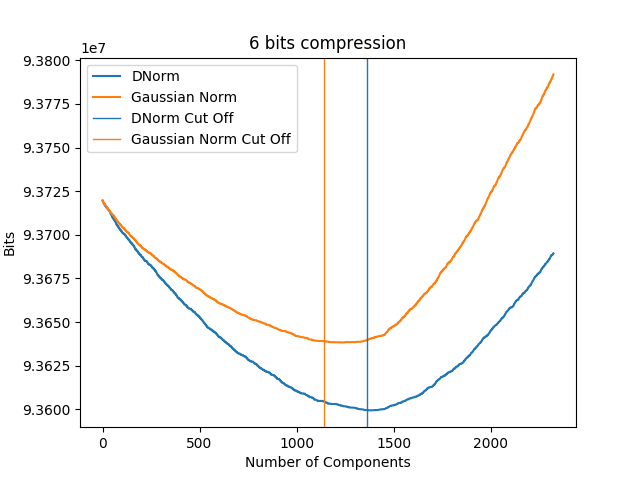 6 bits compression
1e7
9.3800
9.3775
9.3750
9.3725
9.3700
9.3675
9.3650
9.3625
9.3600
Bits
DNorm
Gaussian Norm
DNorm Cut Off
Gaussian Norm Cut Off
0 500 1000 1500 2000
Number of Components